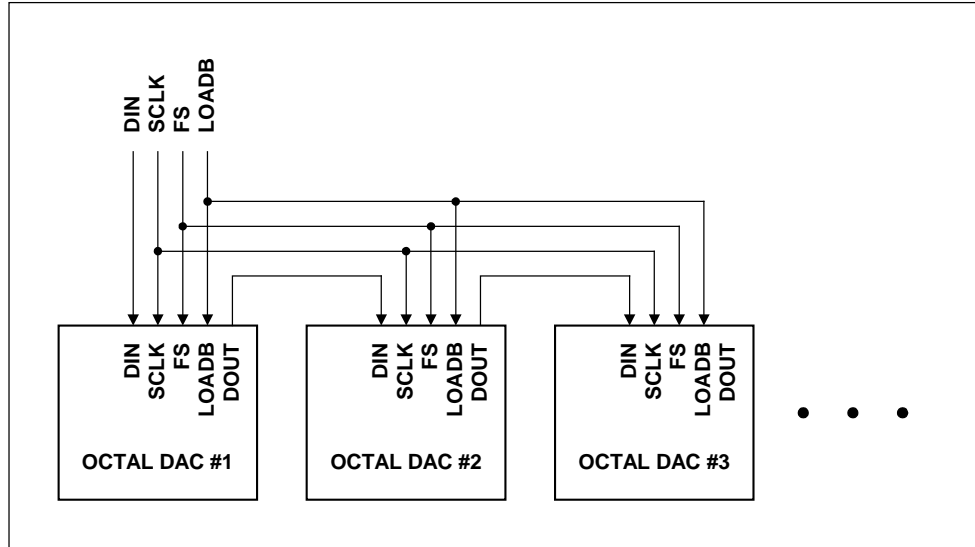 DIN
SCLK
FS
LOADB
DIN
SCLK
FS
LOADB
DOUT
OCTAL DAC #1
DIN
SCLK
FS
LOADB
DOUT
OCTAL DAC #2
DIN
SCLK
FS
LOADB
DOUT
OCTAL DAC #3